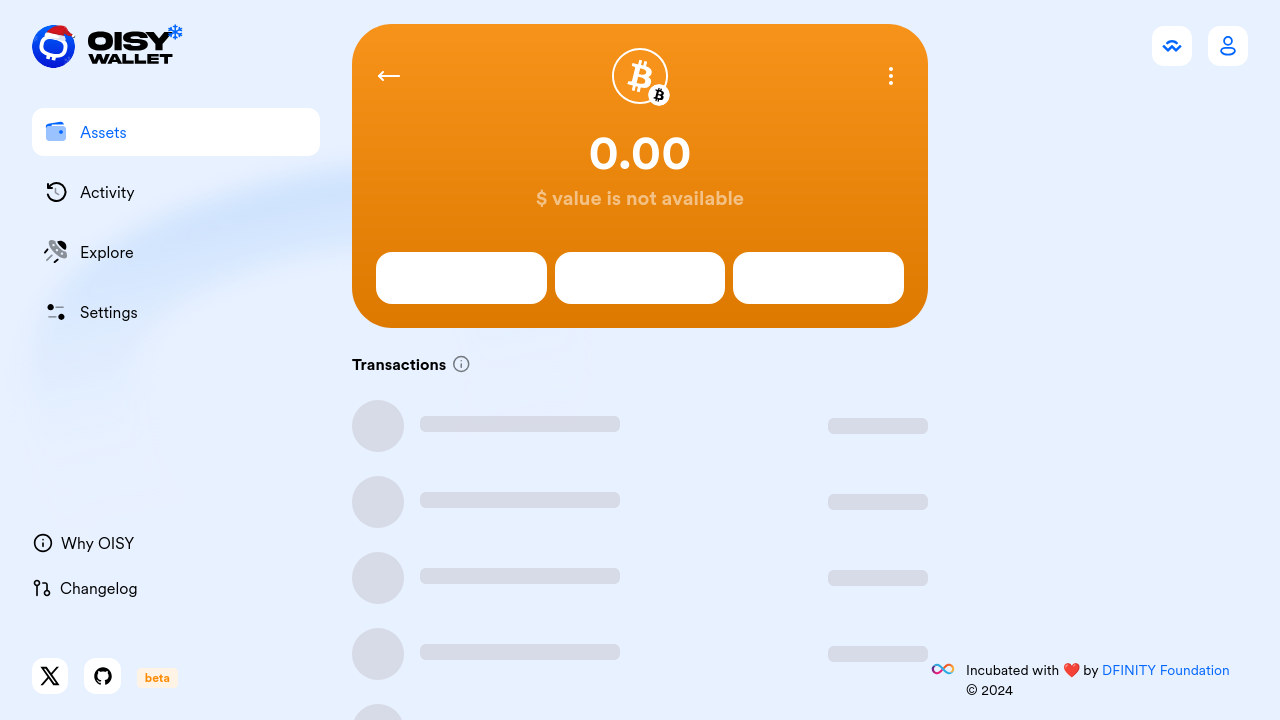 OISY
WALLET
Assets
Activity
Explore
Settings
Why OISY
Changelog
beta
0.00
$ value is not available
Transactions
Incubated with ❤️ by DFINITY Foundation
© 2024